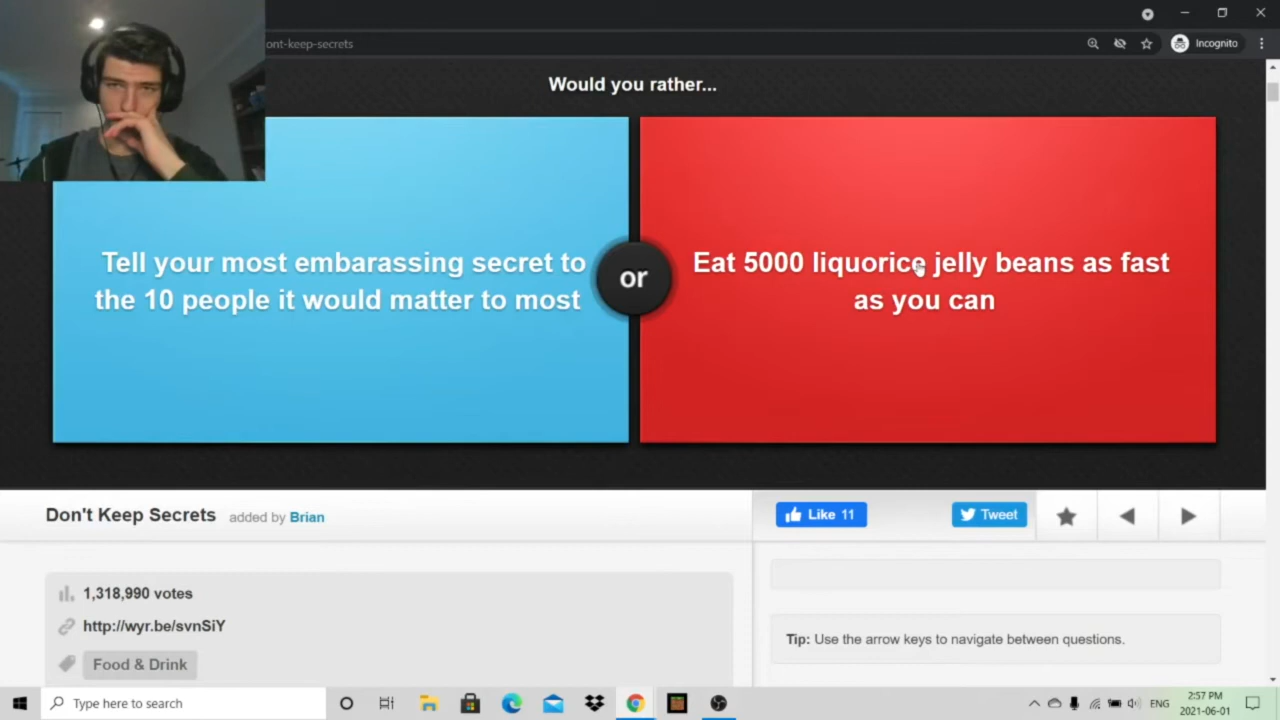 ont-keep-secrets
Incognito
Would you rather...
Tell your most embarassing secret to
the 10 people it would matter to most
or
Eat 5000 liquorice jelly beans as fast
as you can
Don't Keep Secrets added by Brian
Like 11
Tweet
1,318,990 votes
http://wyr.be/svnSiY
Food & Drink
Tip: Use the arrow keys to navigate between questions.
Type here to search
ENG
2:57 PM
2021-06-01